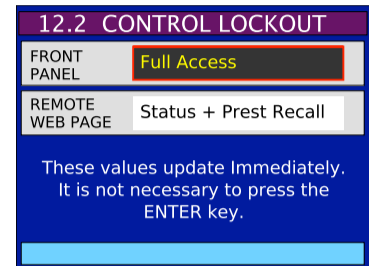 12.2 CONTROL LOCKOUT
FRONT
PANEL
Full Access
REMOTE
WEB PAGE
Status + Prest Recall
These values update Immediately.
It is not necessary to press the
ENTER key.